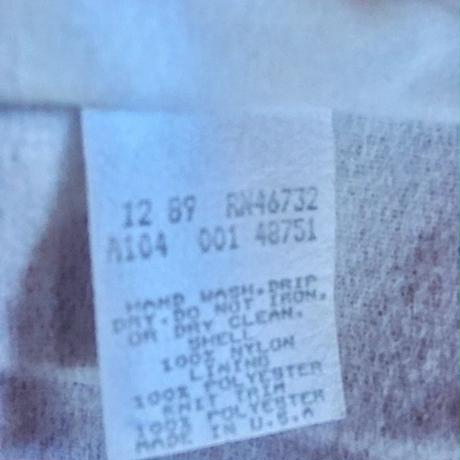 12 89 RN46732
A104 001 48751
HAND WASH.DRIP
DRY.DO NOT IRON,
OR DRY CLEAN.
SHELL
100% NYLON
LINING
100% POLYESTER
KNIT TRIM
100% POLYESTER
MADE IN U.S.A